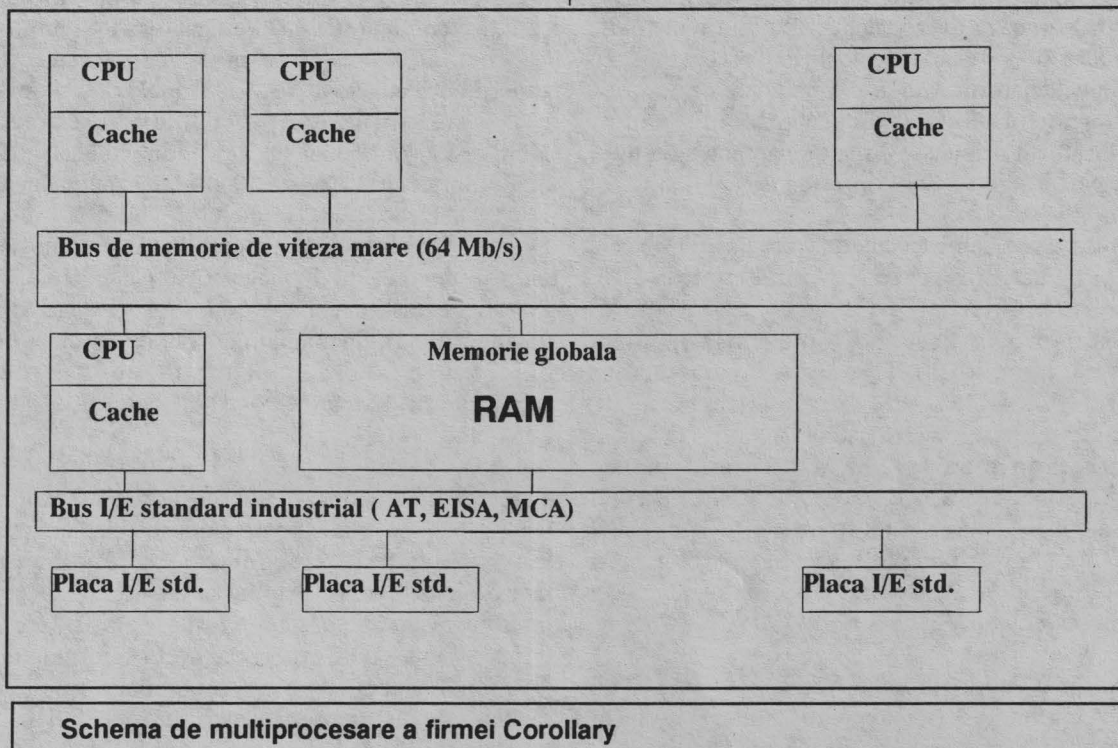 CPU
CPU
CPU
Cache
Cache
Cache
Bus de memorie de viteza mare (64 Mb/s)
CPU
Memorie globala
Cache
RAM
Bus I/E standard industrial ( AT, EISA, MCA)
Placa I/E std.
Placa I/E std.
Placa I/E std.
Schema de multiprocesare a firmei Corollary